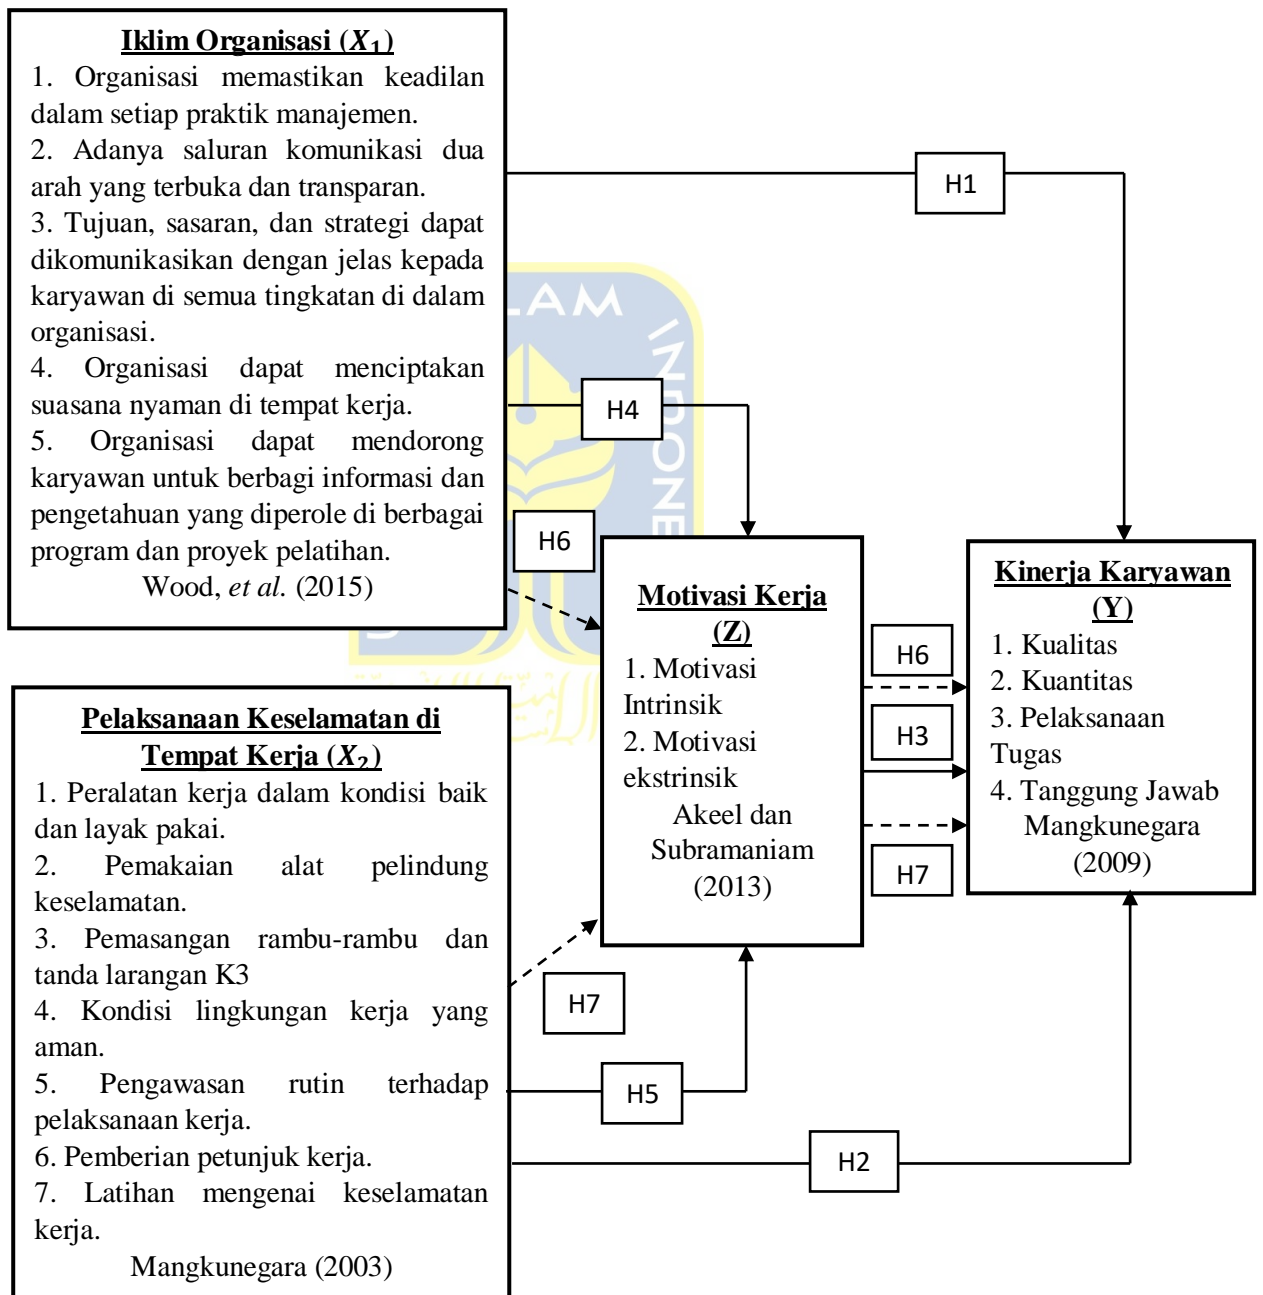 Iklim Organisasi (X₁)
1. Organisasi memastikan keadilan
dalam setiap praktik manajemen.
2. Adanya saluran komunikasi dua
arah yang terbuka dan transparan.
3. Tujuan, sasaran, dan strategi dapat
dikomunikasikan dengan jelas kepada
karyawan di semua tingkatan di dalam
organisasi.
4. Organisasi dapat menciptakan
suasana nyaman di tempat kerja.
5. Organisasi dapat mendorong
karyawan untuk berbagi informasi dan
pengetahuan yang diperole di berbagai
program dan proyek pelatihan.
Wood, et al. (2015)
H1
LAM
INDONE
H4
H6
Motivasi Kerja
(Z)
1. Motivasi
Intrinsik
2. Motivasi
ekstrinsik
Akeel dan
Subramaniam
(2013)
H6
H3
H7
Kinerja Karyawan
(Y)
1. Kualitas
2. Kuantitas
3. Pelaksanaan
Tugas
4. Tanggung Jawab
Mangkunegara
(2009)
Pelaksanaan Keselamatan di
Tempat Kerja (X₂)
1. Peralatan kerja dalam kondisi baik
dan layak pakai.
2. Pemakaian alat pelindung
keselamatan.
3. Pemasangan rambu-rambu dan
tanda larangan K3
4. Kondisi lingkungan kerja yang
aman.
5. Pengawasan rutin terhadap
pelaksanaan kerja.
6. Pemberian petunjuk kerja.
7. Latihan mengenai keselamatan
kerja.
Mangkunegara (2003)
H7
H5
H2